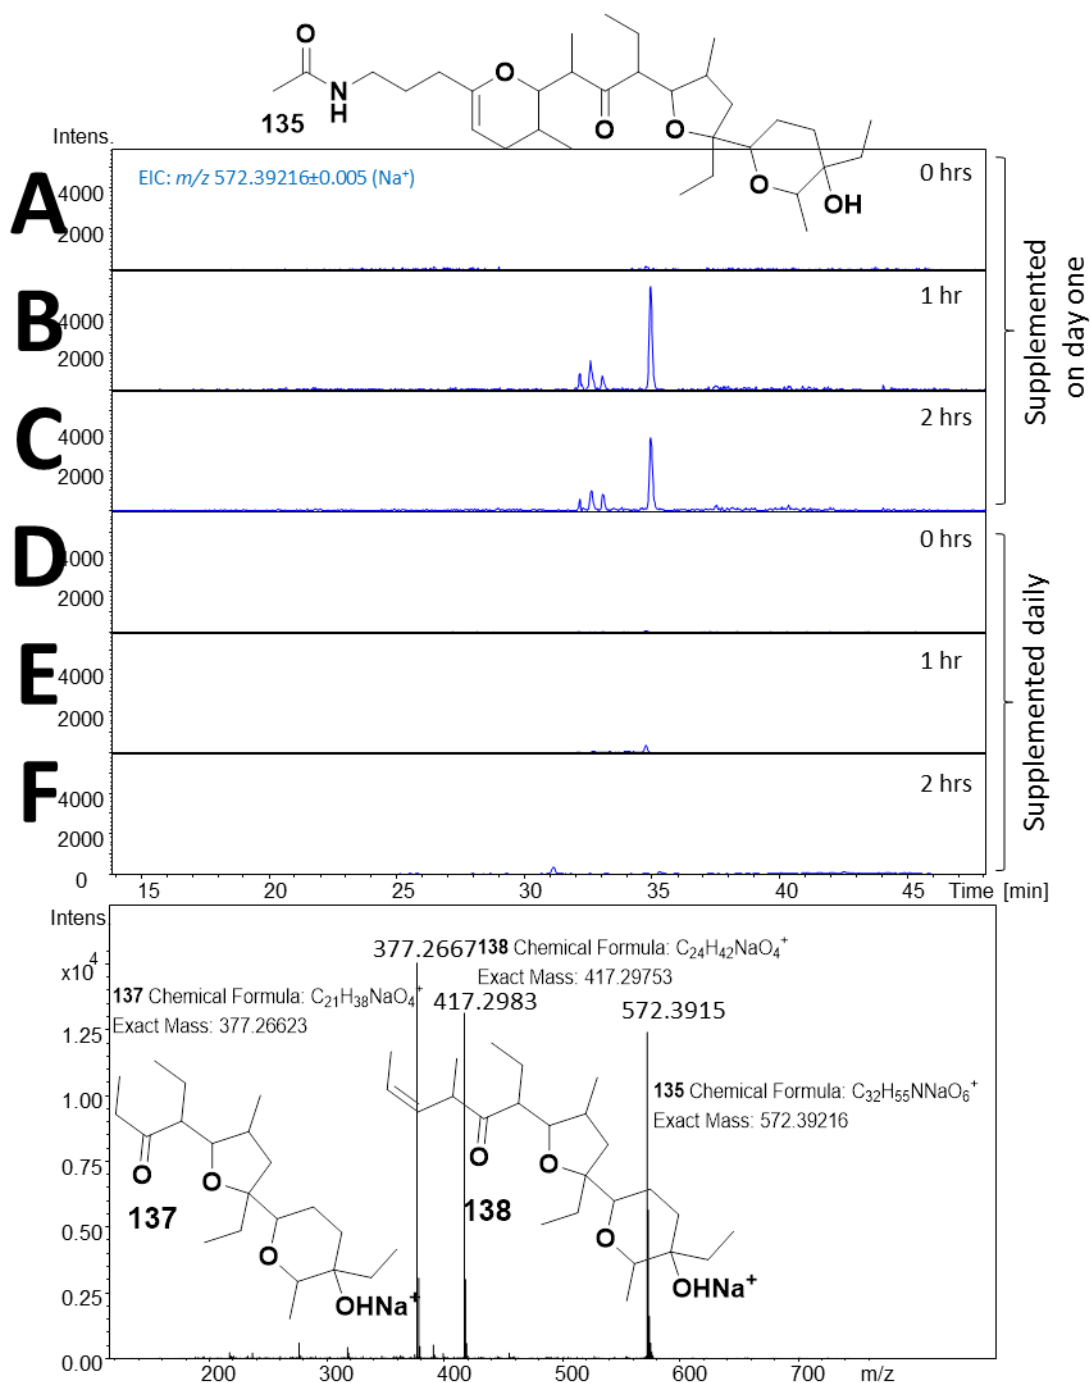 O
N
H
135
O
O
O
O
OH
Intens.
A
4000
2000
EIC: m/z 572.39216±0.005 (Na⁺)
0 hrs
B
4000
2000
1 hr
C
4000
2000
2 hrs
Supplemented
on day one
D
4000
2000
0 hrs
E
4000
2000
1 hr
F
4000
2000
0
2 hrs
Supplemented daily
15 20 25 30 35 40 45 Time [min]
Intens
x10⁴
377.2667 138 Chemical Formula: C₂₄H₄₂NaO₄⁺
Exact Mass: 417.29753
137 Chemical Formula: C₂₁H₃₈NaO₄⁺
Exact Mass: 377.26623
417.2983
572.3915
135 Chemical Formula: C₃₂H₅₅NNaO₆⁺
Exact Mass: 572.39216
1.25
1.00
0.75
0.50
0.25
0.00
O
O
O
137
OHNa⁺
O
O
O
138
OHNa⁺
200 300 400 500 600 700 m/z